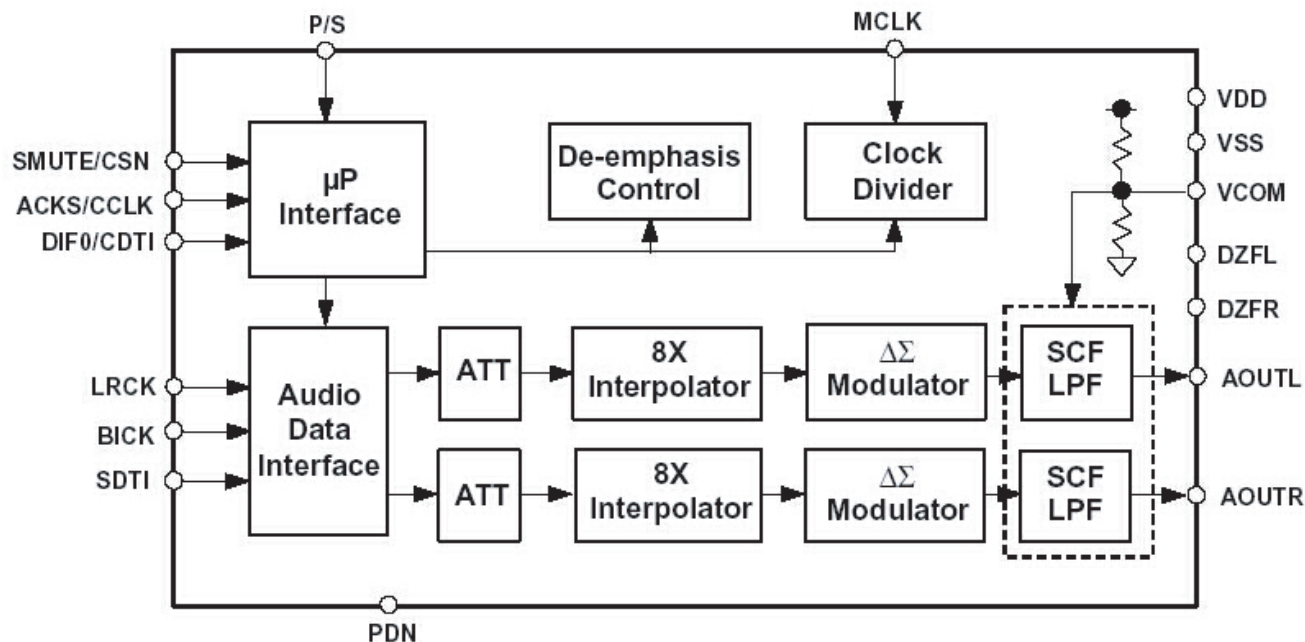 P/S
MCLK
VDD
VSS
VCOM
DZFL
DZFR
AOUTL
AOUTR
SMUTE/CSN
ACKS/CCLK
DIF0/CDTI
µP
Interface
De-emphasis
Control
Clock
Divider
LRCK
BICK
SDTI
Audio
Data
Interface
ATT
8X
Interpolator
ΔΣ
Modulator
SCF
LPF
ATT
8X
Interpolator
ΔΣ
Modulator
SCF
LPF
PDN